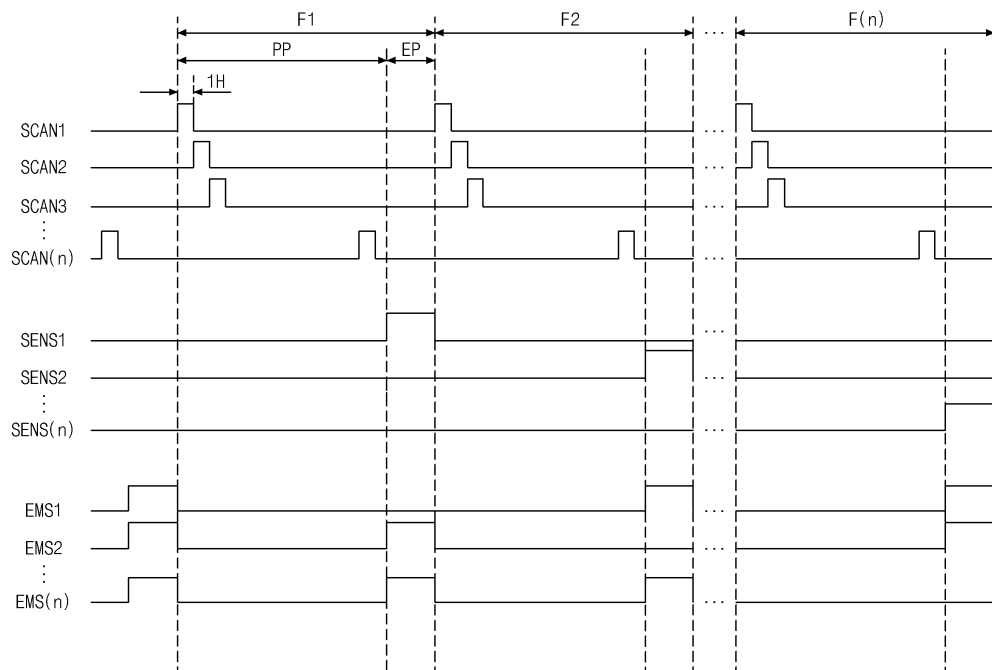 F1 F2 ... F(n)
PP EP
1H
SCAN1 ...
SCAN2 ...
SCAN3 ...
⋮
SCAN(n) ...
SENS1 ...
SENS2 ...
⋮
SENS(n) ...
EMS1 ...
EMS2 ...
⋮
EMS(n) ...